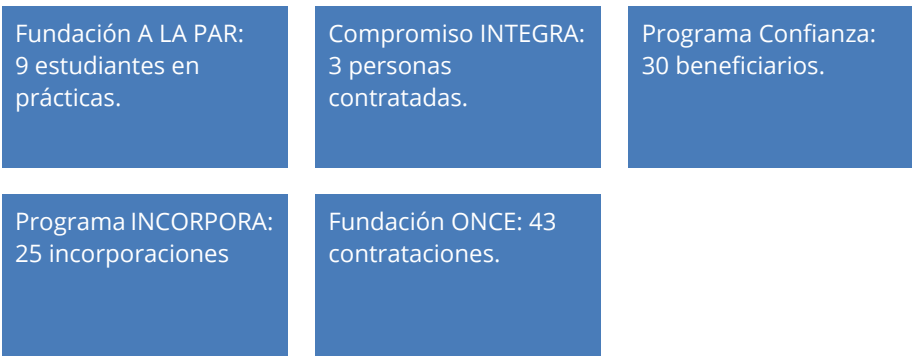 Fundación A LA PAR:
9 estudiantes en
prácticas.
Compromiso INTEGRA:
3 personas
contratadas.
Programa Confianza:
30 beneficiarios.
Programa INCORPORA:
25 incorporaciones
Fundación ONCE: 43
contrataciones.